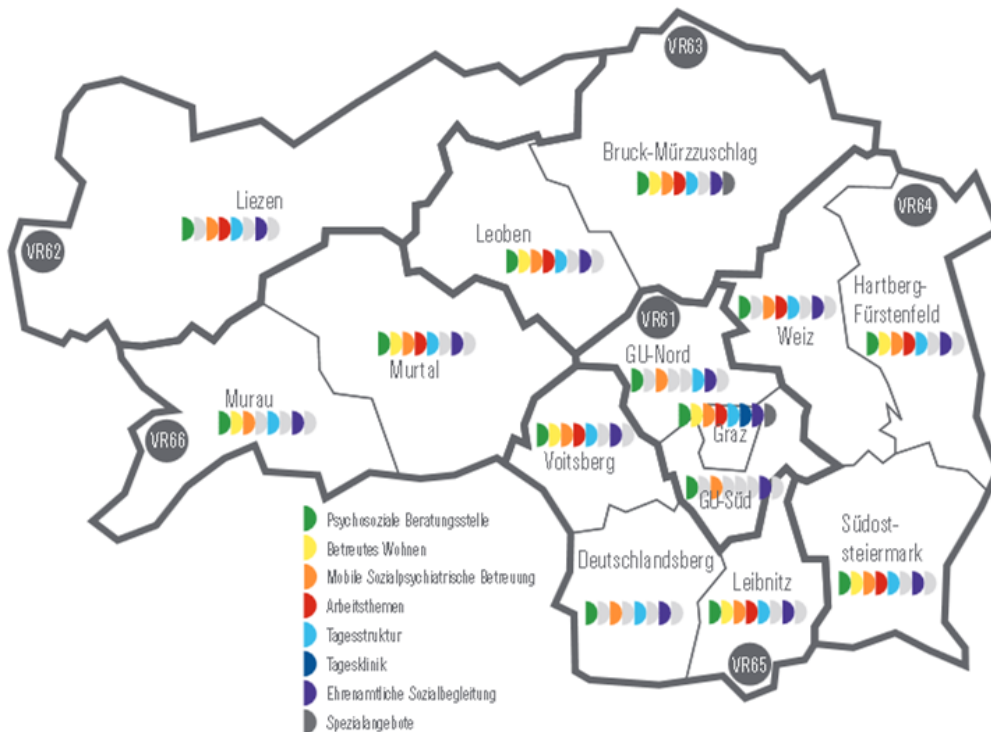 VR63
Bruck-Mürzzuschlag
VR64
Liezen
Leoben
VR62
Hartberg-
Fürstenfeld
VR61
Weiz
GU-Nord
Murtal
Murau
Graz
VR66
Voitsberg
GU-Süd
Psychosoziale Beratungsstelle
Betreutes Wohnen
Mobile Sozialpsychiatrische Betreuung
Arbeitsthemen
Tagesstruktur
Tagesklinik
Ehrenamtliche Sozialbegleitung
Spezialangebote
Deutschlandsberg
Leibnitz
Südost-
steiermark
VR65